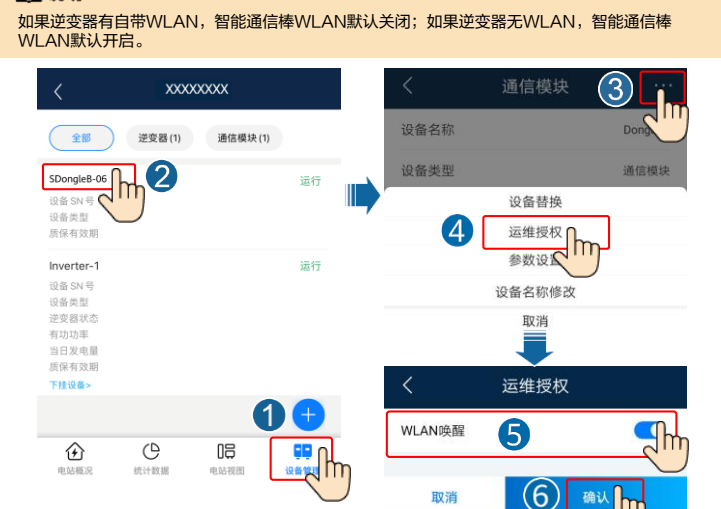 如果逆变器有自带WLAN，智能通信棒WLAN默认关闭；如果逆变器无WLAN，智能通信棒
WLAN默认开启。
XXXXXXXX
全部
逆变器 (1)
通信模块 (1)
SDongleB-06
2
运行
设备 SN 号
设备类型
质保有效期
Inverter-1
运行
设备 SN 号
设备类型
逆变器状态
有功功率
当日发电量
质保有效期
下挂设备>
1
电站概况
统计数据
电站视图
设备管理
通信模块
3
设备名称
设备类型
通信模块
设备替换
4
运维授权
参数设置
设备名称修改
取消
运维授权
WLAN唤醒
5
取消
6
确认